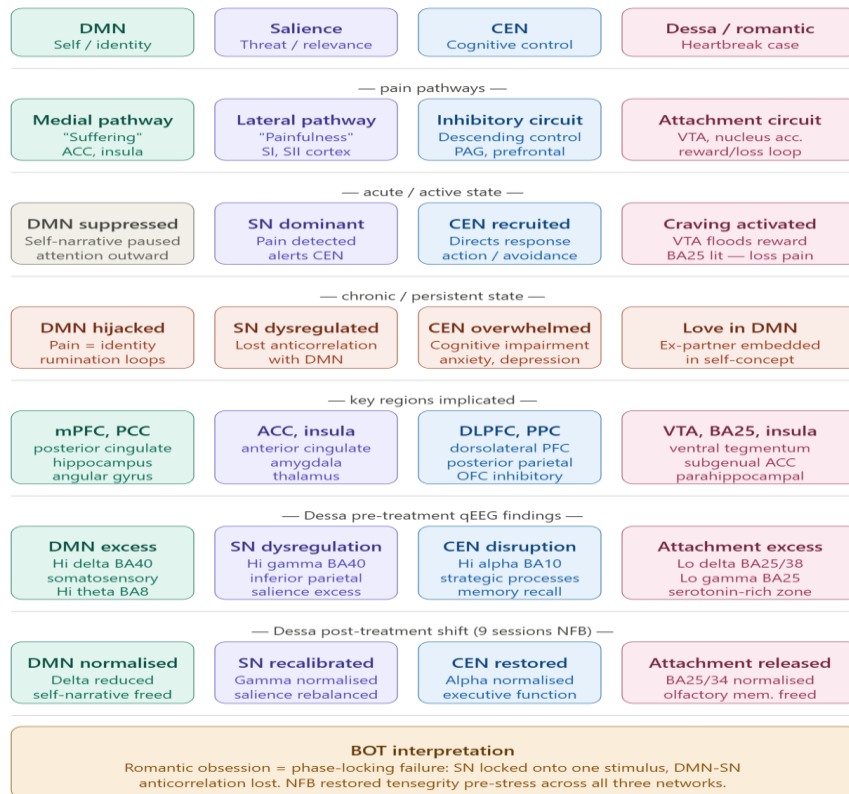 DMN
Self / identity
Salience
Threat / relevance
CEN
Cognitive control
Dessa / romantic
Heartbreak case
— pain pathways —
Medial pathway
"Suffering"
ACC, insula
Lateral pathway
"Painfulness"
SI, SII cortex
Inhibitory circuit
Descending control
PAG, prefrontal
Attachment circuit
VTA, nucleus acc.
reward/loss loop
— acute / active state —
DMN suppressed
Self-narrative paused
attention outward
SN dominant
Pain detected
alerts CEN
CEN recruited
Directs response
action / avoidance
Craving activated
VTA floods reward
BA25 lit — loss pain
— chronic / persistent state —
DMN hijacked
Pain = identity
rumination loops
SN dysregulated
Lost anticorrelation
with DMN
CEN overwhelmed
Cognitive impairment
anxiety, depression
Love in DMN
Ex-partner embedded
in self-concept
— key regions implicated —
mPFC, PCC
posterior cingulate
hippocampus
angular gyrus
ACC, insula
anterior cingulate
amygdala
thalamus
DLPFC, PPC
dorsolateral PFC
posterior parietal
OFC inhibitory
VTA, BA25, insula
ventral tegmentum
subgenual ACC
parahippocampal
— Dessa pre-treatment qEEG findings —
DMN excess
Hi delta BA40
somatosensory
Hi theta BA8
SN dysregulation
Hi gamma BA40
inferior parietal
salience excess
CEN disruption
Hi alpha BA10
strategic processes
memory recall
Attachment excess
Lo delta BA25/38
Lo gamma BA25
serotonin-rich zone
— Dessa post-treatment shift (9 sessions NFB) —
DMN normalised
Delta reduced
self-narrative freed
SN recalibrated
Gamma normalised
salience rebalanced
CEN restored
Alpha normalised
executive function
Attachment released
BA25/34 normalised
olfactory mem. freed
BOT interpretation
Romantic obsession = phase-locking failure: SN locked onto one stimulus, DMN-SN
anticorrelation lost. NFB restored tensegrity pre-stress across all three networks.